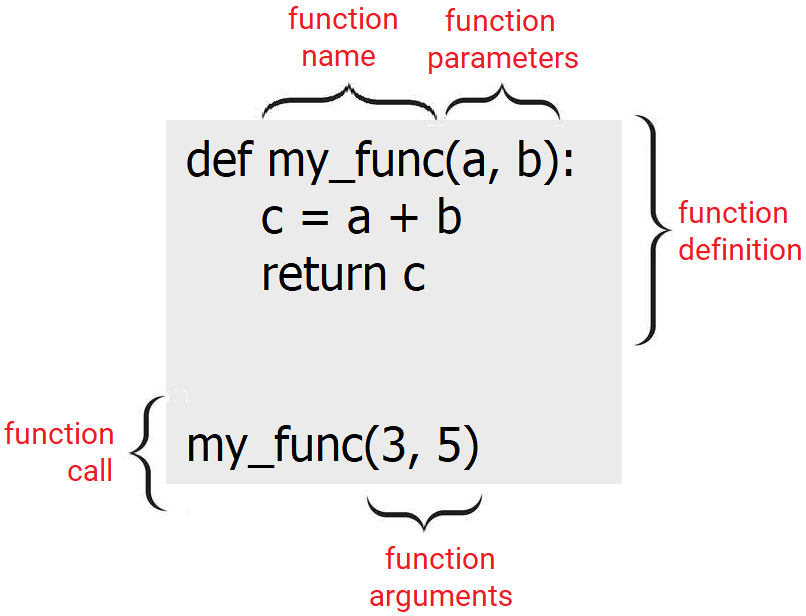 function
name
function
parameters
def my_func(a, b):
c = a + b
return c
function
definition
function
call
my_func(3, 5)
function
arguments